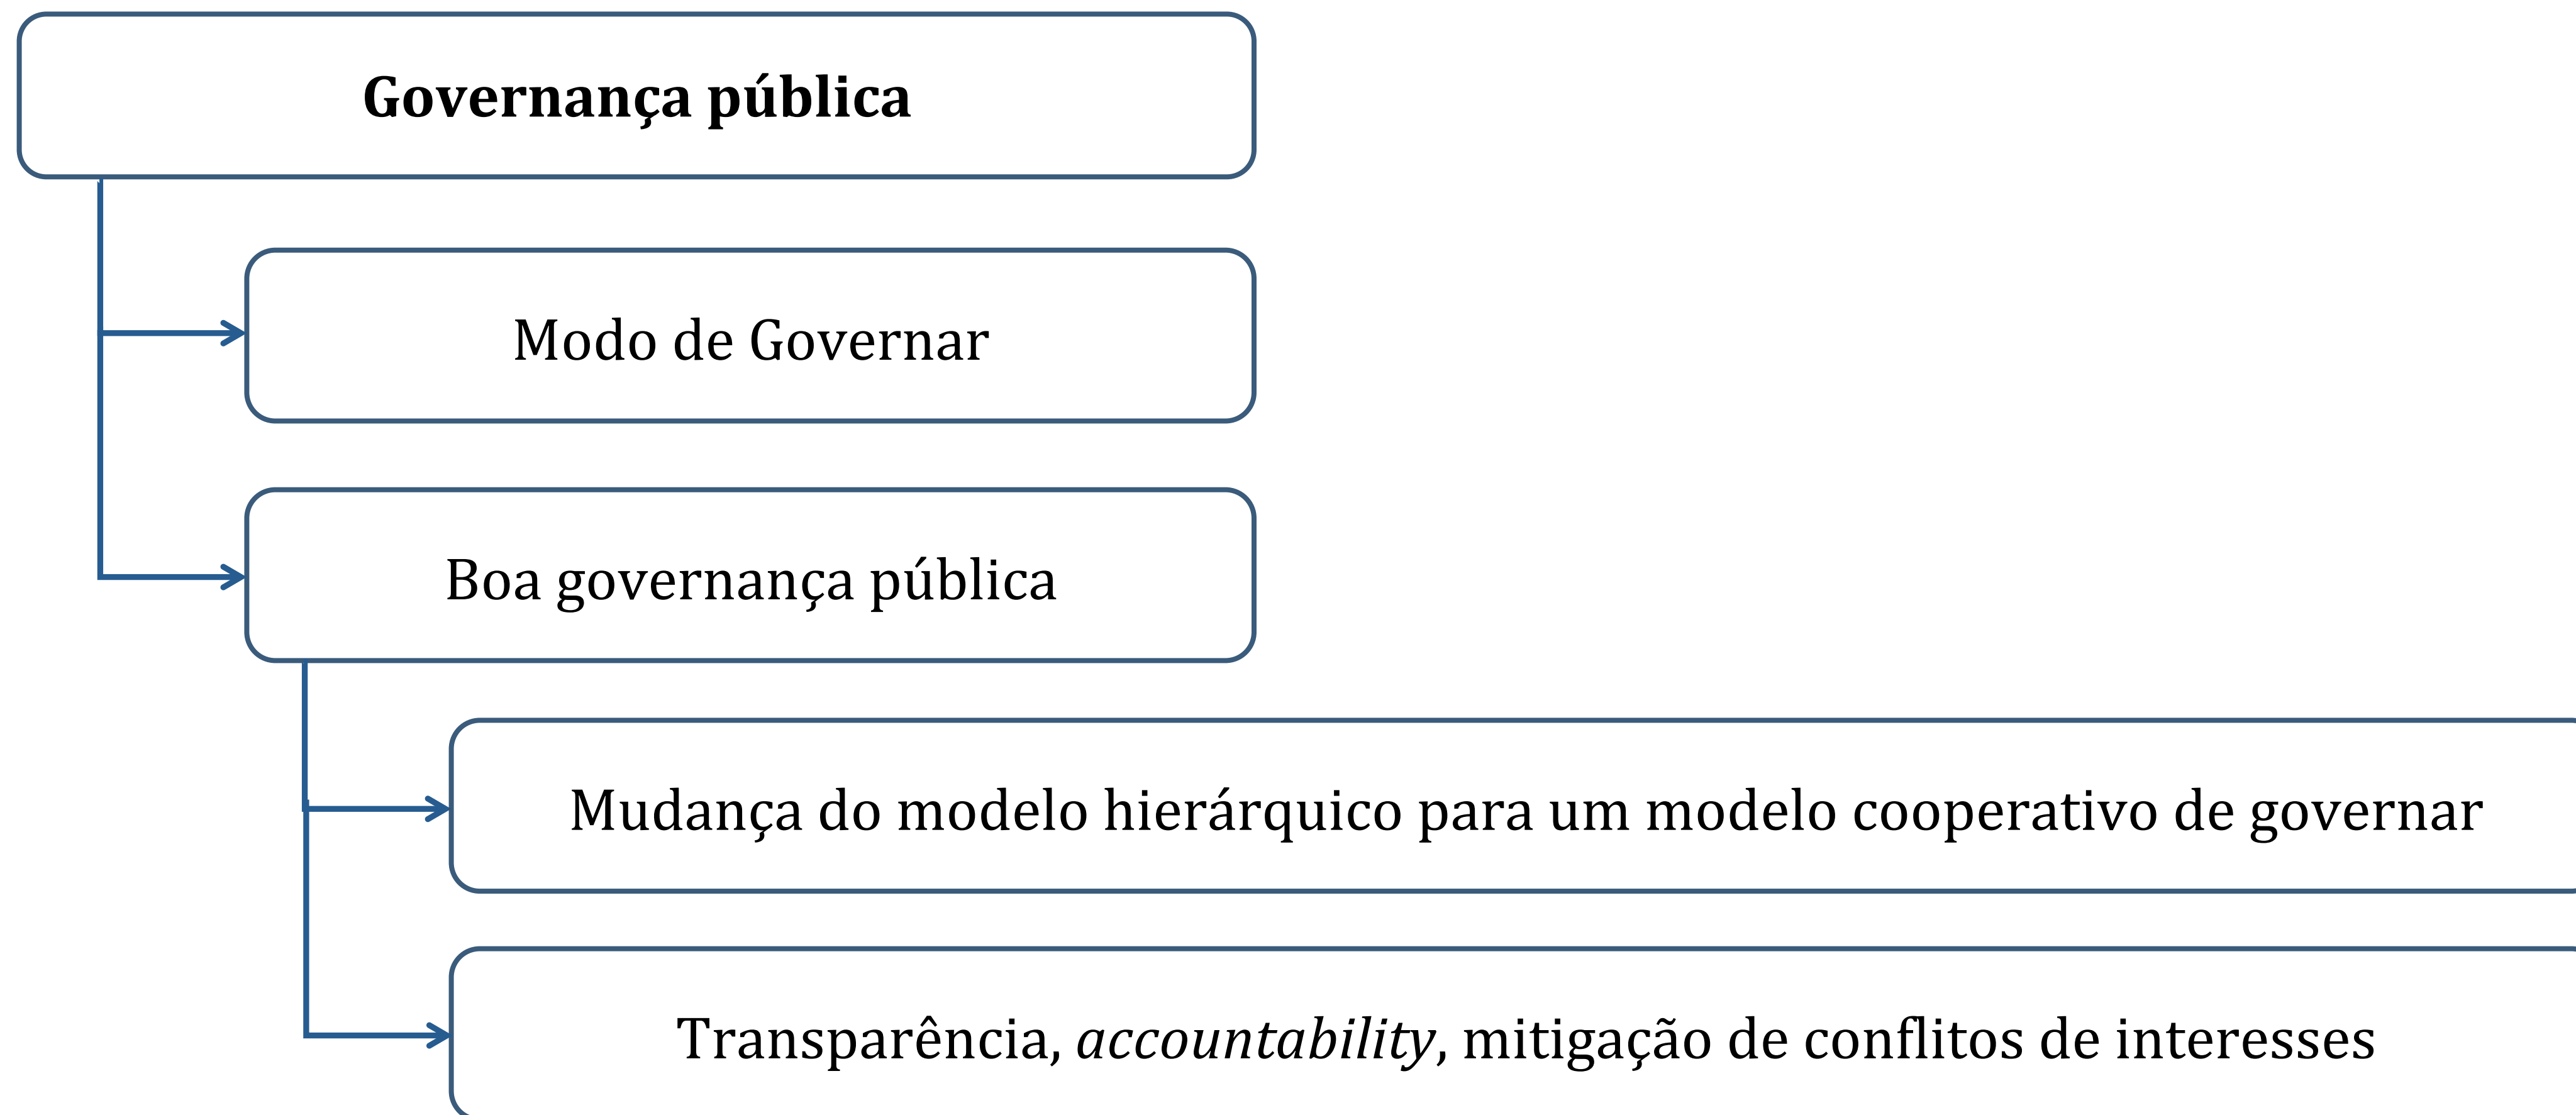 Governança pública
Modo de Governar
Boa governança pública
Mudança do modelo hierárquico para um modelo cooperativo de governar
Transparência, accountability, mitigação de conflitos de interesses